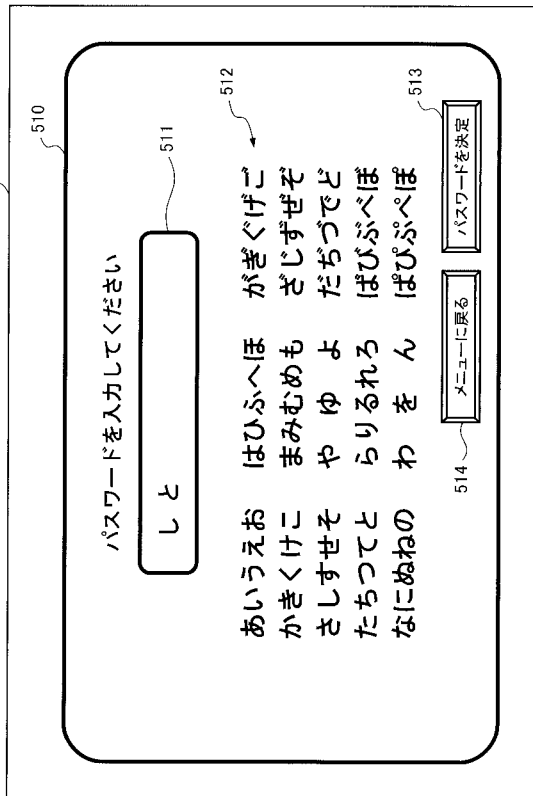 510
パスワードを入力してください
511
し と
512
あいうえお はひふへほ がぎぐげご
かきくけこ まみむめも ざじずぜぞ
さしすせそ や ゆ よ だぢづでど
たちつてと らりるれろ ばびぶべぼ
なにぬねの わ を ん ぱぴぷぺぽ
514
メニューに戻る
パスワードを決定
513